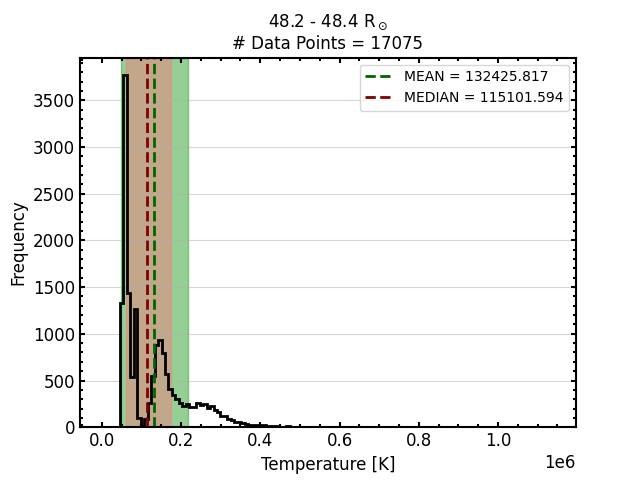 48.2 - 48.4 R⊙
# Data Points = 17075
MEAN = 132425.817
MEDIAN = 115101.594
Frequency
3500
3000
2500
2000
1500
1000
500
0
0.0 0.2 0.4 0.6 0.8 1.0
1e6
Temperature [K]